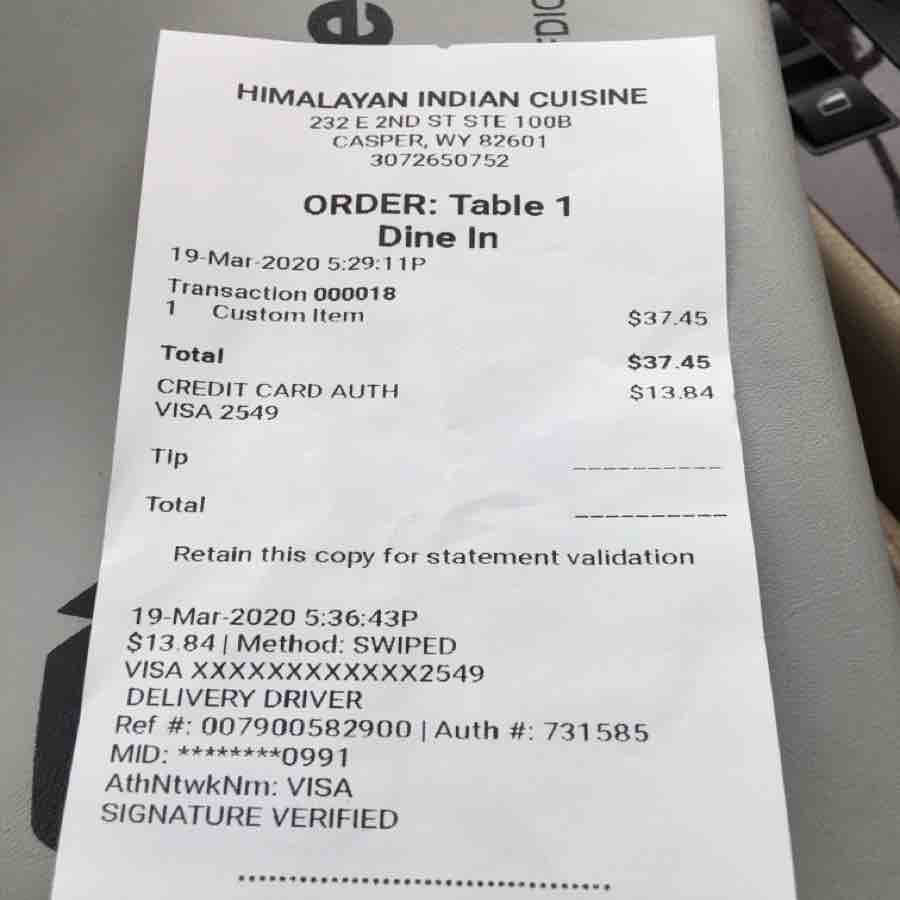 e
EDIC
HIMALAYAN INDIAN CUISINE
232 E 2ND ST STE 100B
CASPER, WY 82601
3072650752
ORDER: Table 1
Dine In
19-Mar-2020 5:29:11P
Transaction 000018
1 Custom Item $37.45
Total $37.45
CREDIT CARD AUTH $13.84
VISA 2549
Tip __________
Total __________
Retain this copy for statement validation
19-Mar-2020 5:36:43P
$13.84 | Method: SWIPED
VISA XXXXXXXXXXXX2549
DELIVERY DRIVER
Ref #: 007900582900 | Auth #: 731585
MID: ********0991
AthNtwkNm: VISA
SIGNATURE VERIFIED